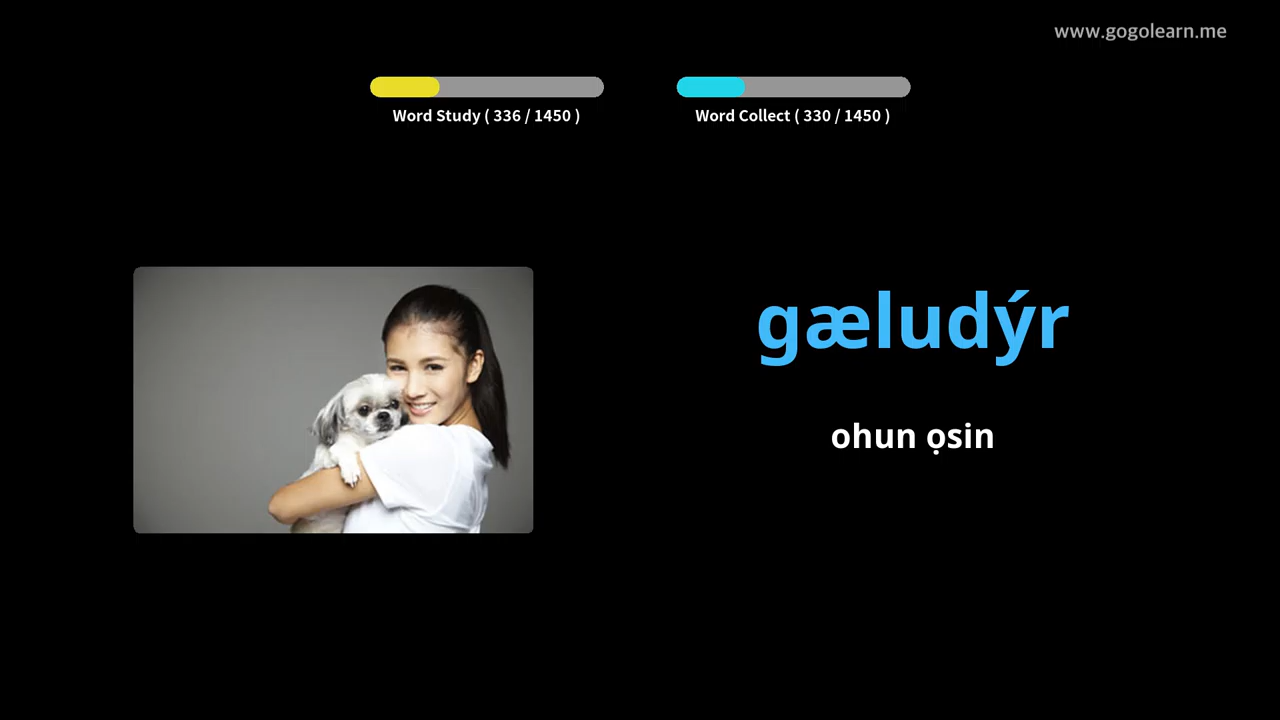 www.gogolearn.me
Word Study ( 336 / 1450 )
Word Collect ( 330 / 1450 )
gæludýr
ohun ọsin